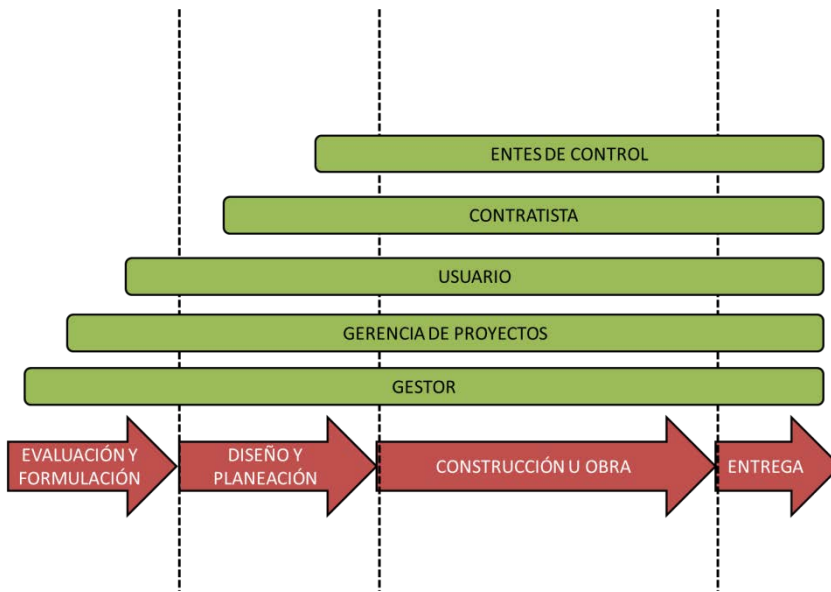 ENTES DE CONTROL
CONTRATISTA
USUARIO
GERENCIA DE PROYECTOS
GESTOR
EVALUACIÓN Y
FORMULACIÓN
DISEÑO Y
PLANEACIÓN
CONSTRUCCIÓN U OBRA
ENTREGA